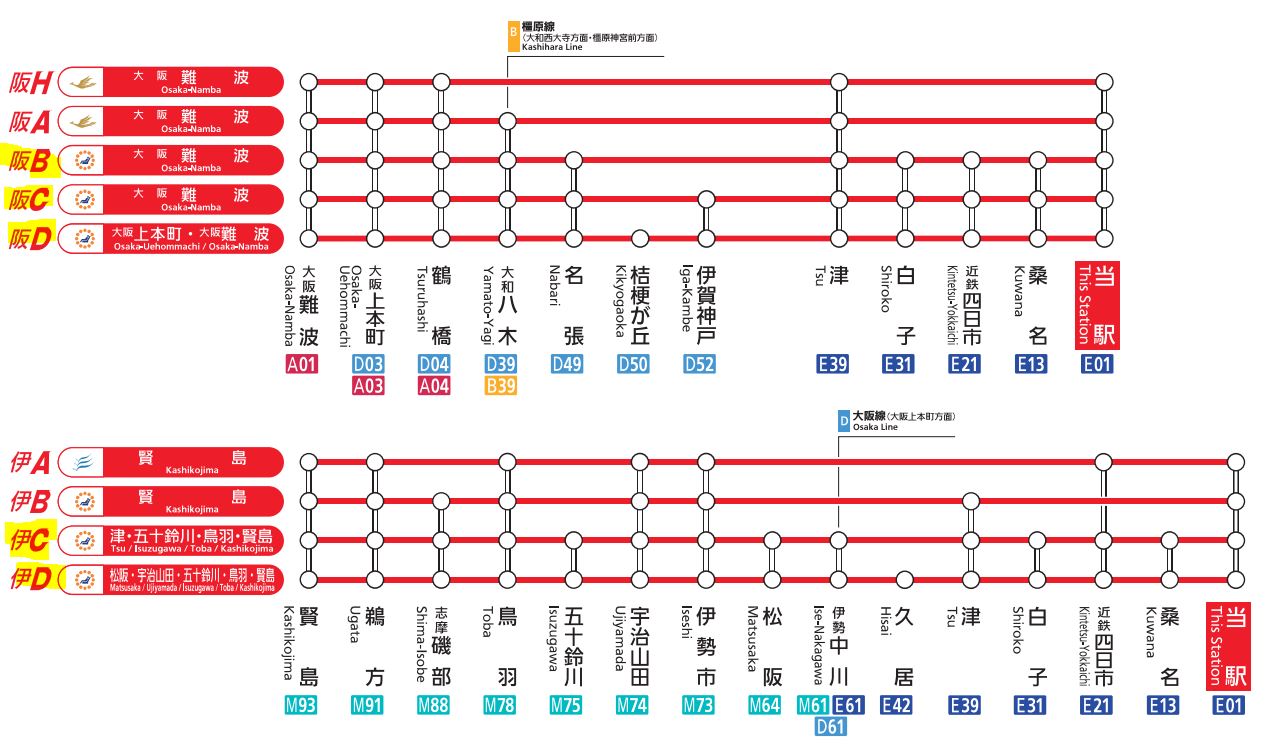 B 橿原線
(大和西大寺方面・橿原神宮前方面)
Kashihara Line
阪H 大阪難波
Osaka-Namba
阪A 大阪難波
Osaka-Namba
阪B 大阪難波
Osaka-Namba
阪C 大阪難波
Osaka-Namba
阪D 大阪上本町・大阪難波
Osaka-Uehommachi / Osaka-Namba
大阪難波
Osaka-Namba
A01
大阪上本町
Osaka-Uehommachi
D03
A03
鶴橋
Tsuruhashi
D04
A04
大和八木
Yamato-Yagi
D39
B39
名張
Nabari
D49
桔梗が丘
Kikyogaoka
D50
伊賀神戸
Iga-Kambe
D52
津
Tsu
E39
白子
Shiroko
E31
近鉄四日市
Kintetsu-Yokkaichi
E21
桑名
Kuwana
E13
当駅
This Station
E01
D 大阪線(大阪上本町方面)
Osaka Line
伊A 賢島
Kashikojima
伊B 賢島
Kashikojima
伊C 津・五十鈴川・鳥羽・賢島
Tsu / Isuzugawa / Toba / Kashikojima
伊D 松阪・宇治山田・五十鈴川・鳥羽・賢島
Matsusaka / Ujiyamada / Isuzugawa / Toba / Kashikojima
賢島
Kashikojima
M93
鵜方
Ugata
M91
志摩磯部
Shima-Isobe
M88
鳥羽
Toba
M78
五十鈴川
Isuzugawa
M75
宇治山田
Ujiyamada
M74
伊勢市
Iseshi
M73
松阪
Matsusaka
M64
伊勢中川
Ise-Nakagawa
M61 E61
D61
久居
Hisai
E42
津
Tsu
E39
白子
Shiroko
E31
近鉄四日市
Kintetsu-Yokkaichi
E21
桑名
Kuwana
E13
当駅
This Station
E01